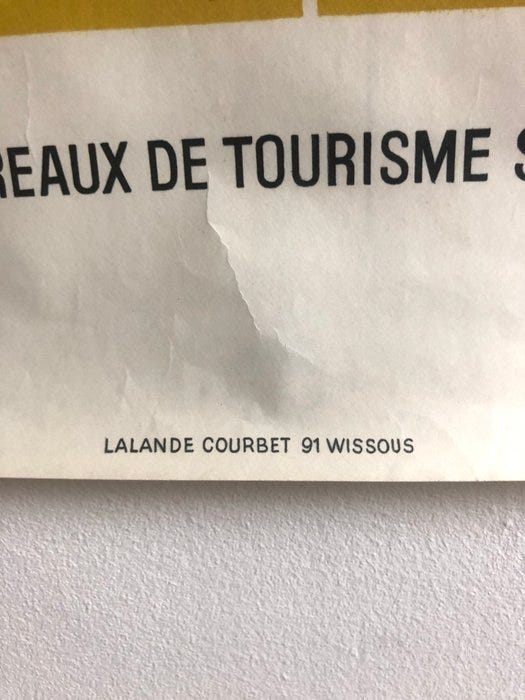 REAUX DE TOURISME S
LALANDE COURBET 91 WISSOUS